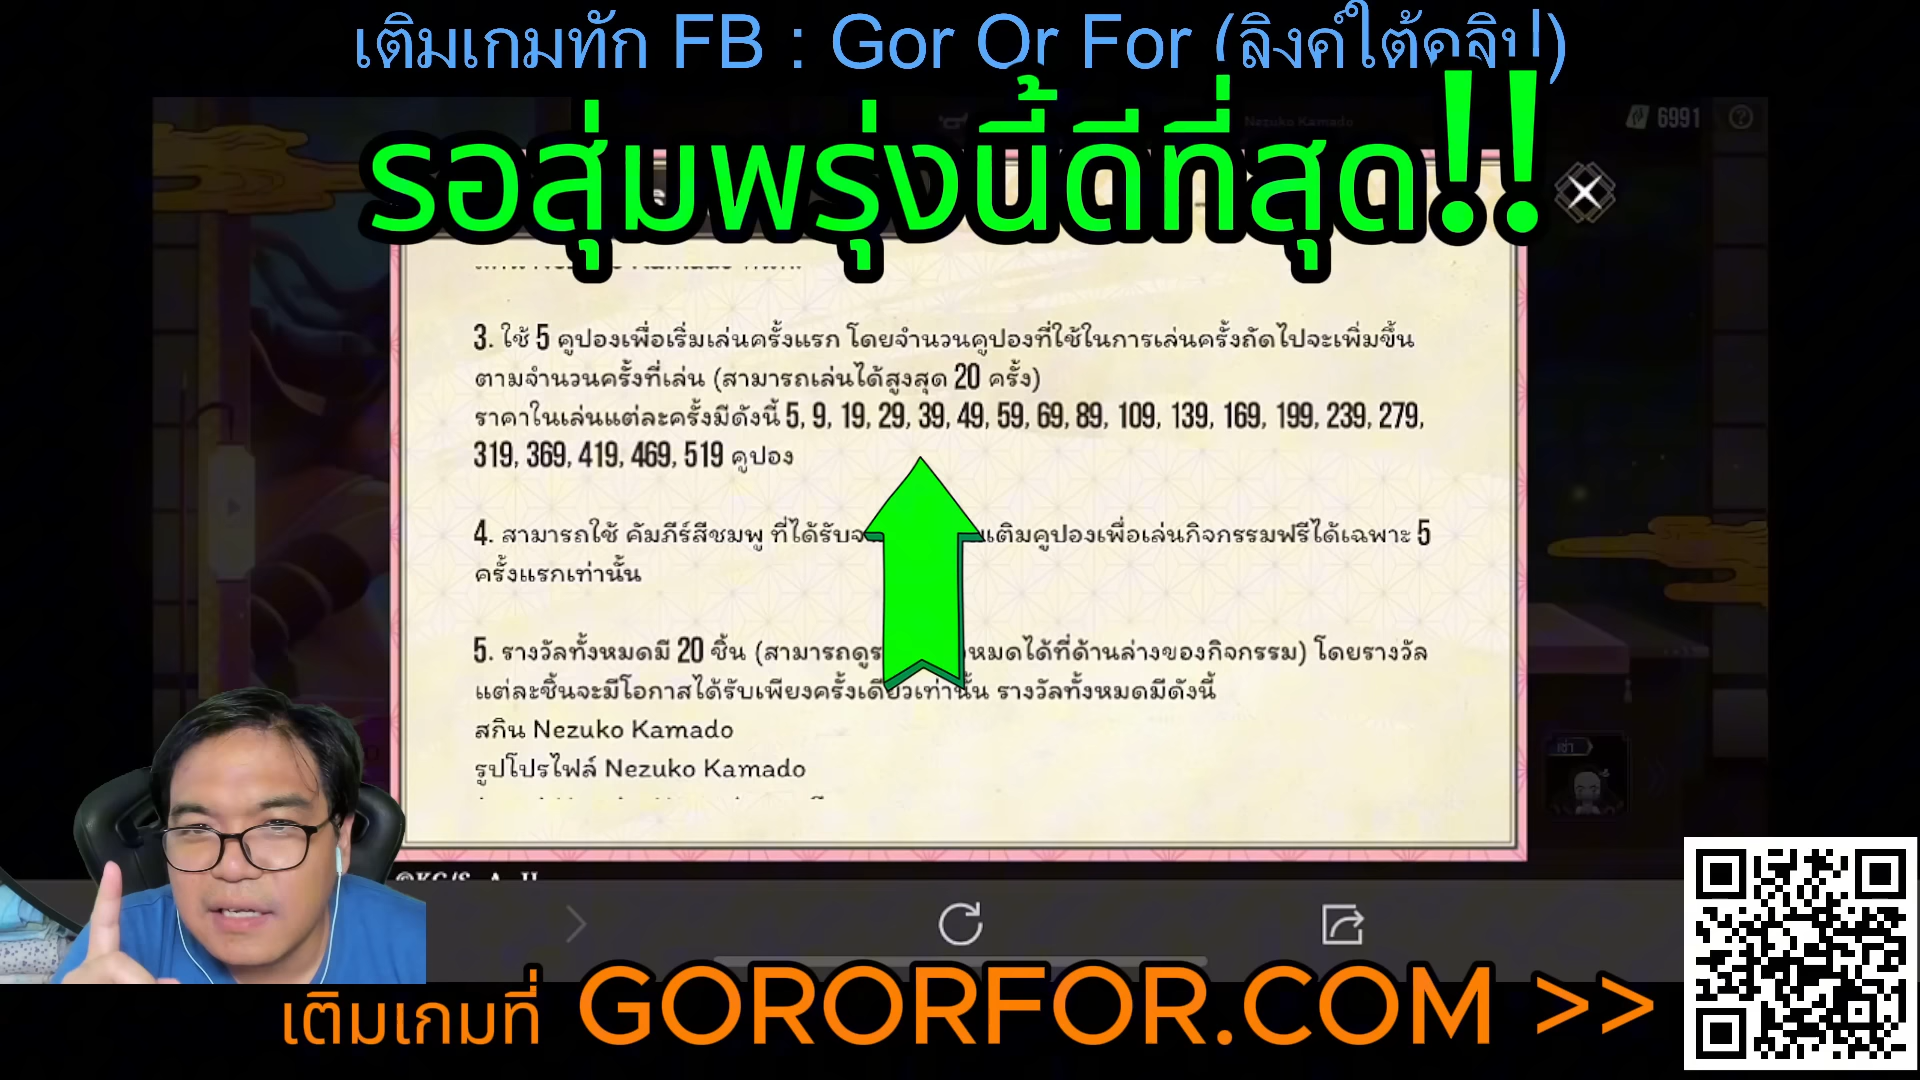 เติมเกมทัก FB : Gor Or For (ลิงค์ใต้คลิป)
รอสุ่มพรุ่งนี้ดีที่สุด!!
Nezuko Kamado
6991
3. ใช้ 5 คูปองเพื่อเริ่มเล่นครั้งแรก โดยจำนวนคูปองที่ใช้ในการเล่นครั้งถัดไปจะเพิ่มขึ้น
ตามจำนวนครั้งที่เล่น (สามารถเล่นได้สูงสุด 20 ครั้ง)
ราคาในเล่นแต่ละครั้งมีดังนี้ 5, 9, 19, 29, 39, 49, 59, 69, 89, 109, 139, 169, 199, 239, 279,
319, 369, 419, 469, 519 คูปอง
4. สามารถใช้ คัมภีร์สีชมพู ที่ได้รับ เติมคูปองเพื่อเล่นกิจกรรมฟรีได้เฉพาะ 5
ครั้งแรกเท่านั้น
5. รางวัลทั้งหมดมี 20 ชิ้น (สามารถดู หมดได้ที่ด้านล่างของกิจกรรม) โดยรางวัล
แต่ละชิ้นจะมีโอกาสได้รับเพียงครั้งเดียวเท่านั้น รางวัลทั้งหมดมีดังนี้
สกิน Nezuko Kamado
รูปโปรไฟล์ Nezuko Kamado
เช่า
เติมเกมที่ GORORFOR.COM >>